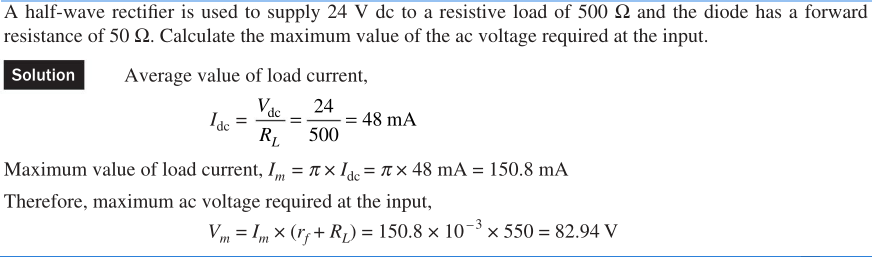 A half-wave rectifier is used to supply 24 V dc to a resistive load of 500 Ω and the diode has a forward
resistance of 50 Ω. Calculate the maximum value of the ac voltage required at the input.
Solution Average value of load current,
I_dc = V_dc / R_L = 24 / 500 = 48 mA
Maximum value of load current, I_m = π × I_dc = π × 48 mA = 150.8 mA
Therefore, maximum ac voltage required at the input,
V_m = I_m × (r_f + R_L) = 150.8 × 10⁻³ × 550 = 82.94 V